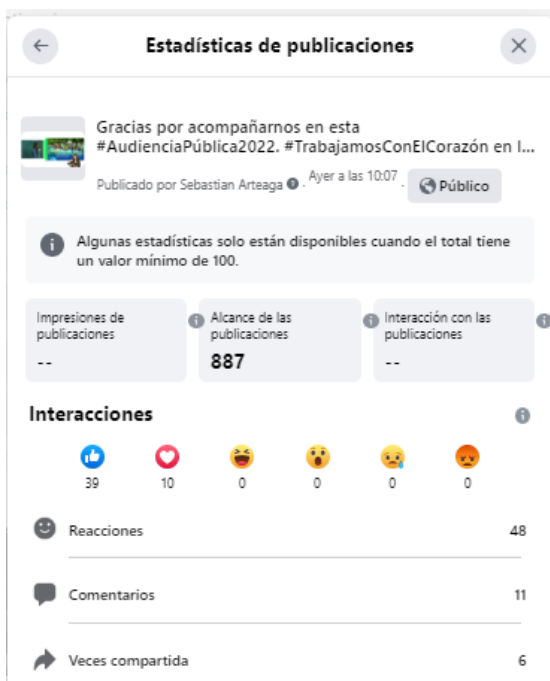 Estadísticas de publicaciones
Gracias por acompañarnos en esta
#AudienciaPública2022. #TrabajamosConElCorazón en l...
Publicado por Sebastian Arteaga . Ayer a las 10:07 . Público
Algunas estadísticas solo están disponibles cuando el total tiene
un valor mínimo de 100.
Impresiones de
publicaciones
--
Alcance de las
publicaciones
887
Interacción con las
publicaciones
--
Interacciones
39 10 0 0 0 0
Reacciones 48
Comentarios 11
Veces compartida 6